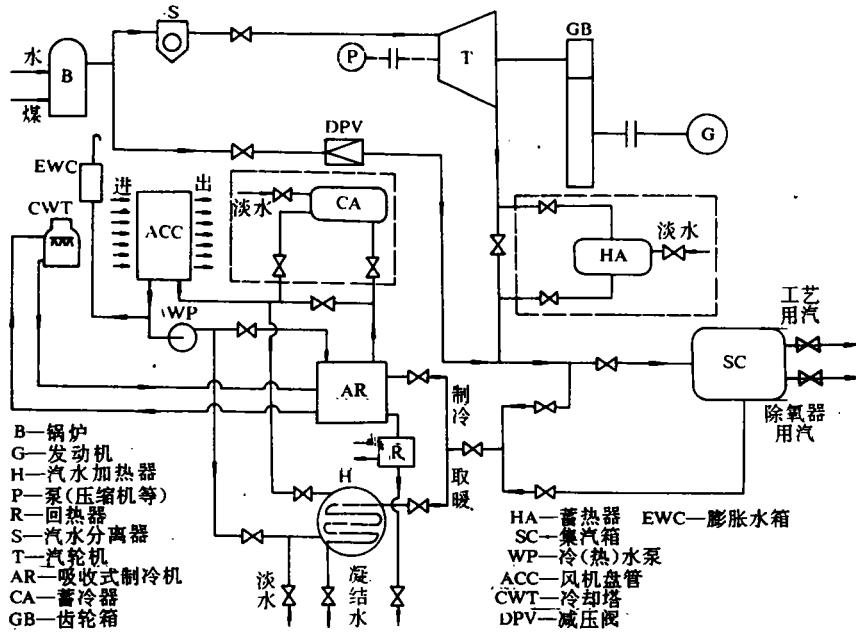 S
GB
水
B
P
T
煤
DPV
G
EWC
进
出
淡水
CA
CWT
ACC
淡水
HA
WP
工艺
用汽
SC
AR
制冷
除氧器
用汽
R
H
取暖
淡水
凝结水
B—锅炉
G—发动机
H—汽水加热器
P—泵(压缩机等)
R—回热器
S—汽水分离器
T—汽轮机
AR—吸收式制冷机
CA—蓄冷器
GB—齿轮箱
HA—蓄热器
EWC—膨胀水箱
SC—集汽箱
WP—冷(热)水泵
ACC—风机盘管
CWT—冷却塔
DPV—减压阀